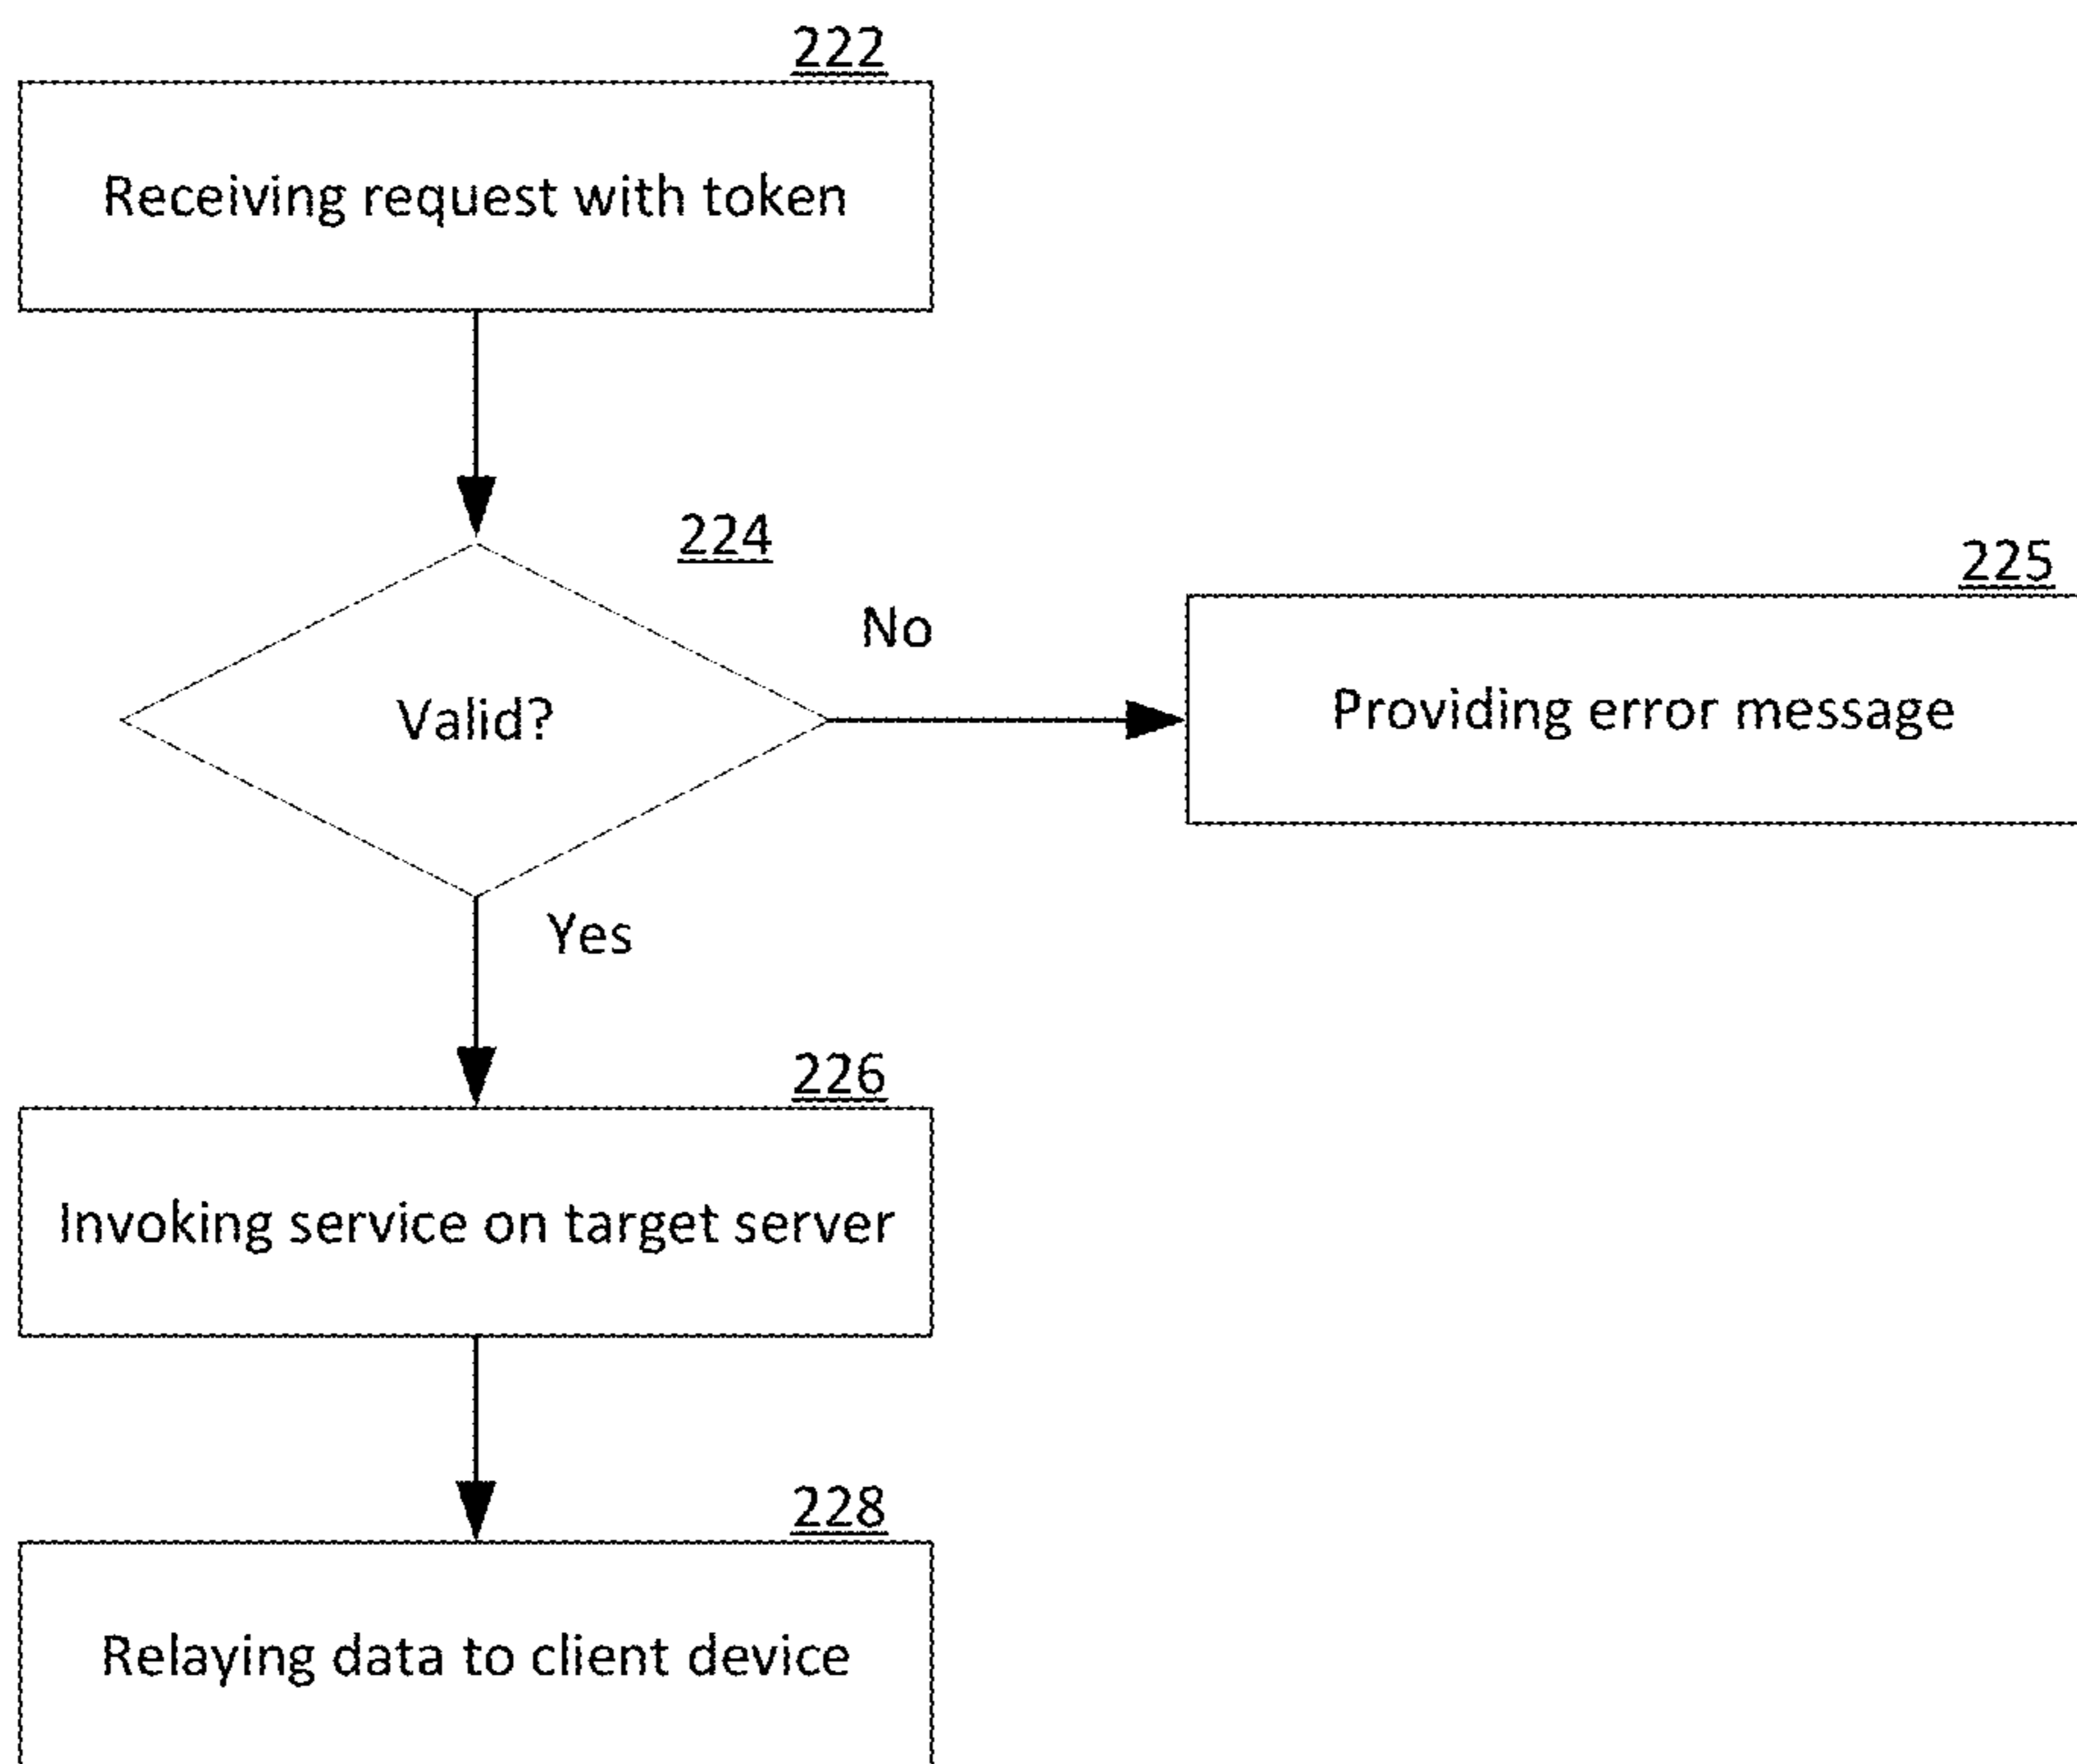 222
Receiving request with token
224
Valid?
No
225
Providing error message
Yes
226
Invoking service on target server
228
Relaying data to client device